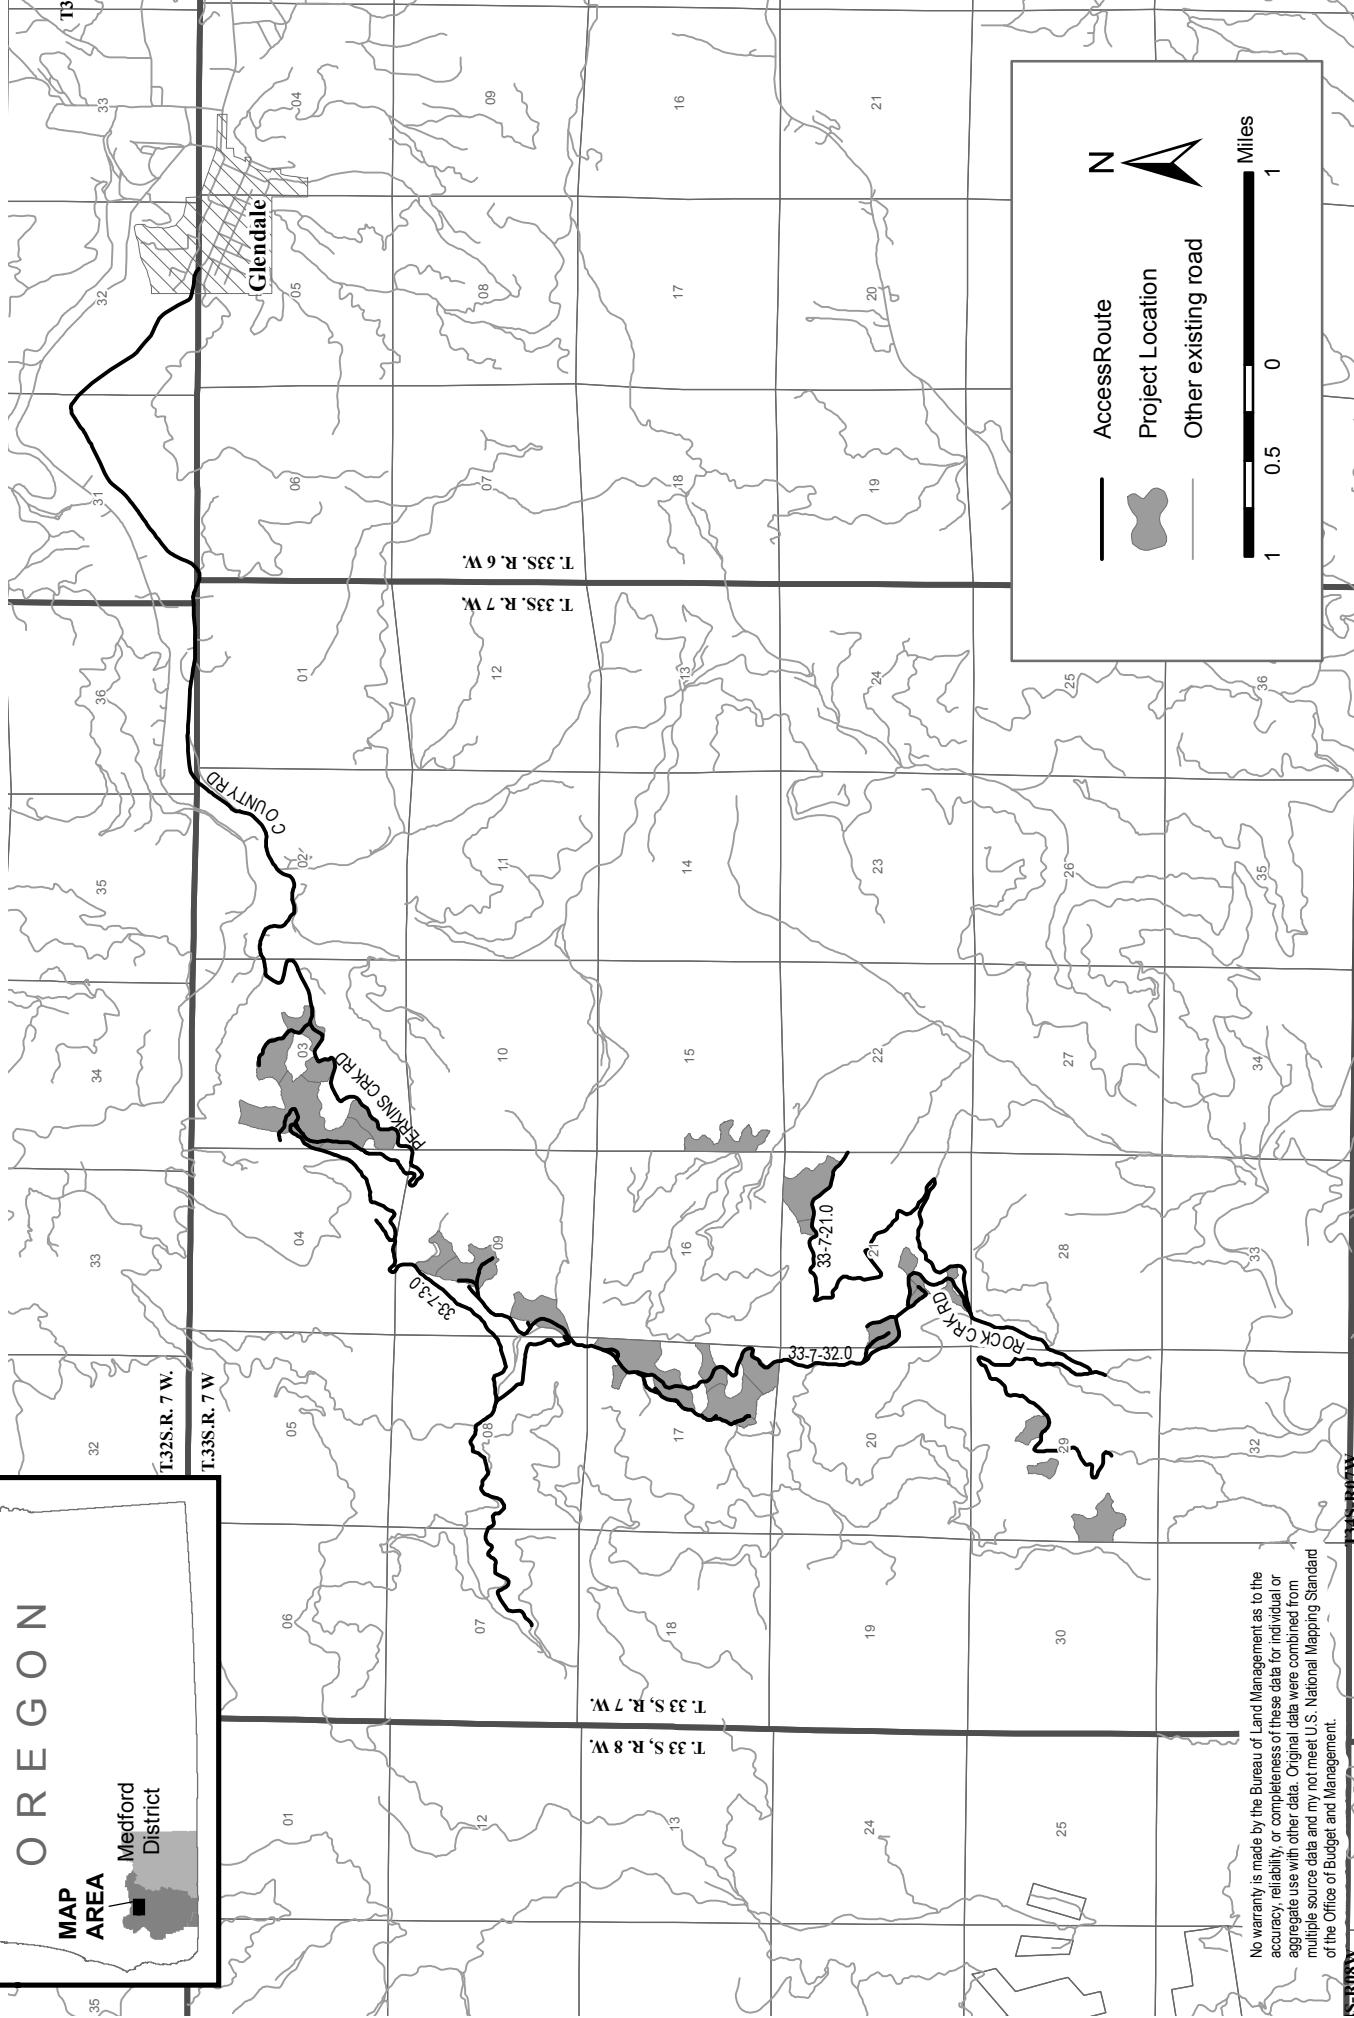 OREGON
MAP
AREA
Medford
District
35
32
33
34
35
36
31
32
33
T3
T.32S.R. 7 W.
T.33S.R. 7 W
COUNTY RD
Glendale
01
06
05
04
03
02
01
06
05
04
PERKINS CRK RD
33-7-3.0
12
07
08
09
10
11
12
07
08
09
T. 33S. R. 7 W.
T. 33S. R. 6 W.
T. 33 S, R. 8 W.
T. 33 S, R. 7 W.
13
18
17
16
15
14
13
18
17
16
33-7-32.0
33-7-21.0
24
19
20
21
22
23
24
19
20
21
ROCK CRK RD
25
30
29
28
27
26
25
32
33
34
35
36
AccessRoute
Project Location
Other existing road
N
1
0.5
0
1
Miles
No warranty is made by the Bureau of Land Management as to the
accuracy, reliability, or completeness of these data for individual or
aggregate use with other data. Original data were combined from
multiple source data and my not meet U.S. National Mapping Standard
of the Office of Budget and Management.
S-R08W
T34S-R07W